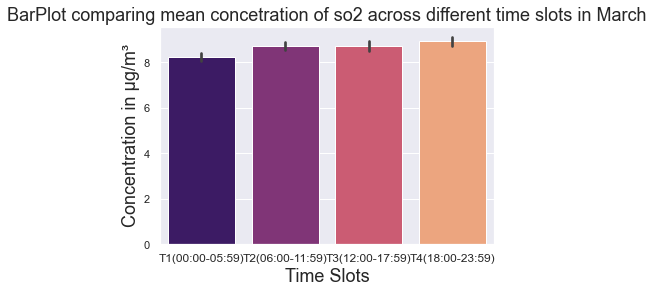 BarPlot comparing mean concetration of so2 across different time slots in March
Concentration in µg/m³
8
6
4
2
0
T1(00:00-05:59)T2(06:00-11:59)T3(12:00-17:59)T4(18:00-23:59)
Time Slots